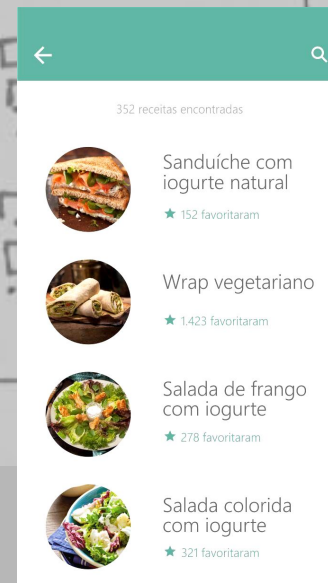 352 receitas encontradas
Sanduíche com
iogurte natural
152 favoritaram
Wrap vegetariano
1.423 favoritaram
Salada de frango
com iogurte
278 favoritaram
Salada colorida
com iogurte
321 favoritaram